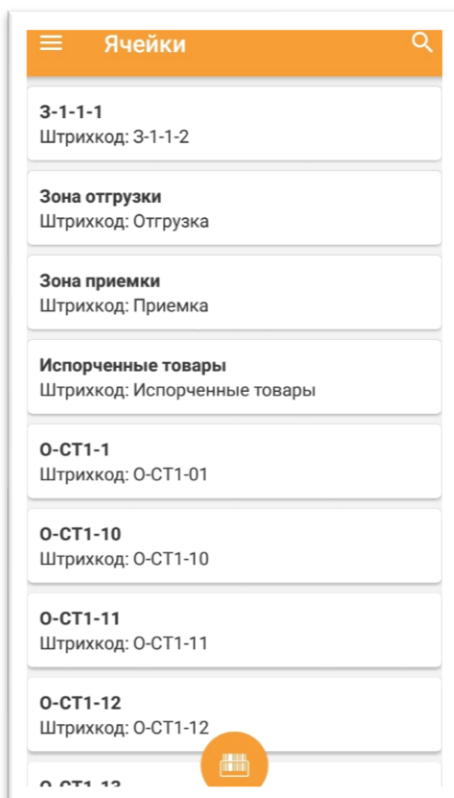 Ячейки
З-1-1-1
Штрихкод: З-1-1-2
Зона отгрузки
Штрихкод: Отгрузка
Зона приемки
Штрихкод: Приемка
Испорченные товары
Штрихкод: Испорченные товары
О-СТ1-1
Штрихкод: О-СТ1-01
О-СТ1-10
Штрихкод: О-СТ1-10
О-СТ1-11
Штрихкод: О-СТ1-11
О-СТ1-12
Штрихкод: О-СТ1-12
О-СТ1-13